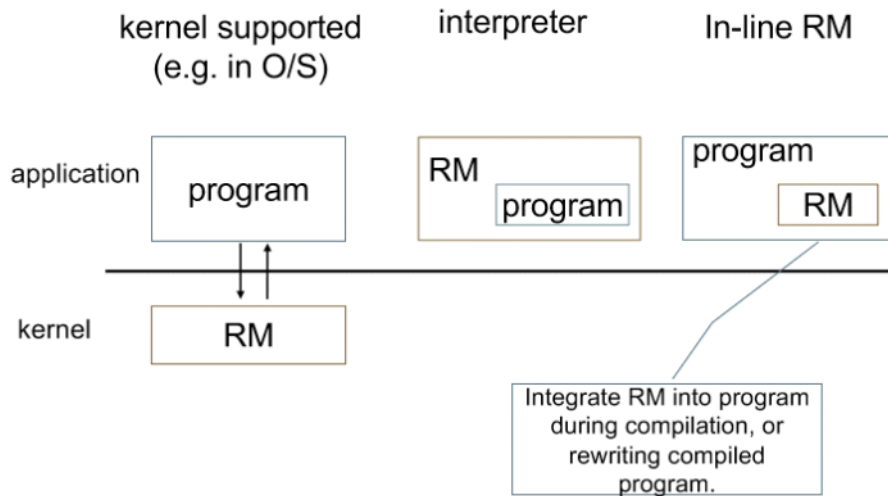 kernel supported
(e.g. in O/S)
interpreter
In-line RM
application
program
RM
program
program
RM
kernel
RM
Integrate RM into program
during compilation, or
rewriting compiled
program.